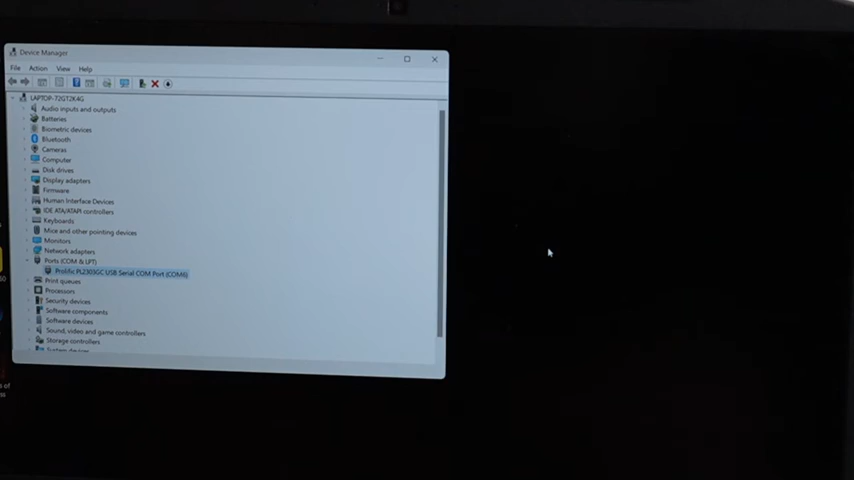 Device Manager
File Action View Help
LAPTOP-72GT2K4G
Audio inputs and outputs
Batteries
Biometric devices
Bluetooth
Cameras
Computer
Disk drives
Display adapters
Firmware
Human Interface Devices
IDE ATA/ATAPI controllers
Keyboards
Mice and other pointing devices
Monitors
Network adapters
Ports (COM & LPT)
Prolific PL2303GC USB Serial COM Port (COM6)
Print queues
Processors
Security devices
Software components
Software devices
Sound, video and game controllers
Storage controllers
System devices